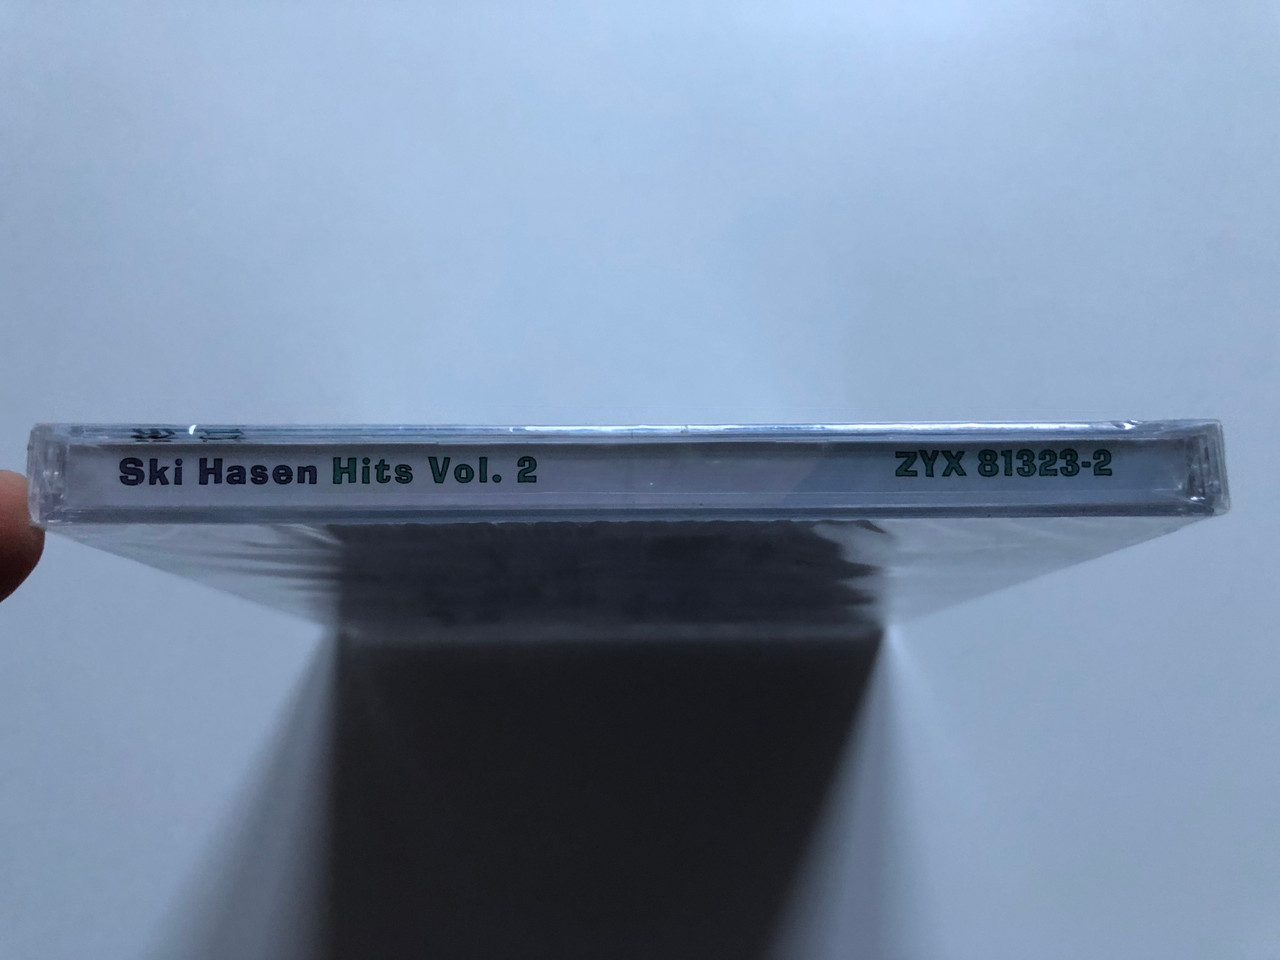 Ski Hasen Hits Vol. 2
ZYX 81323-2